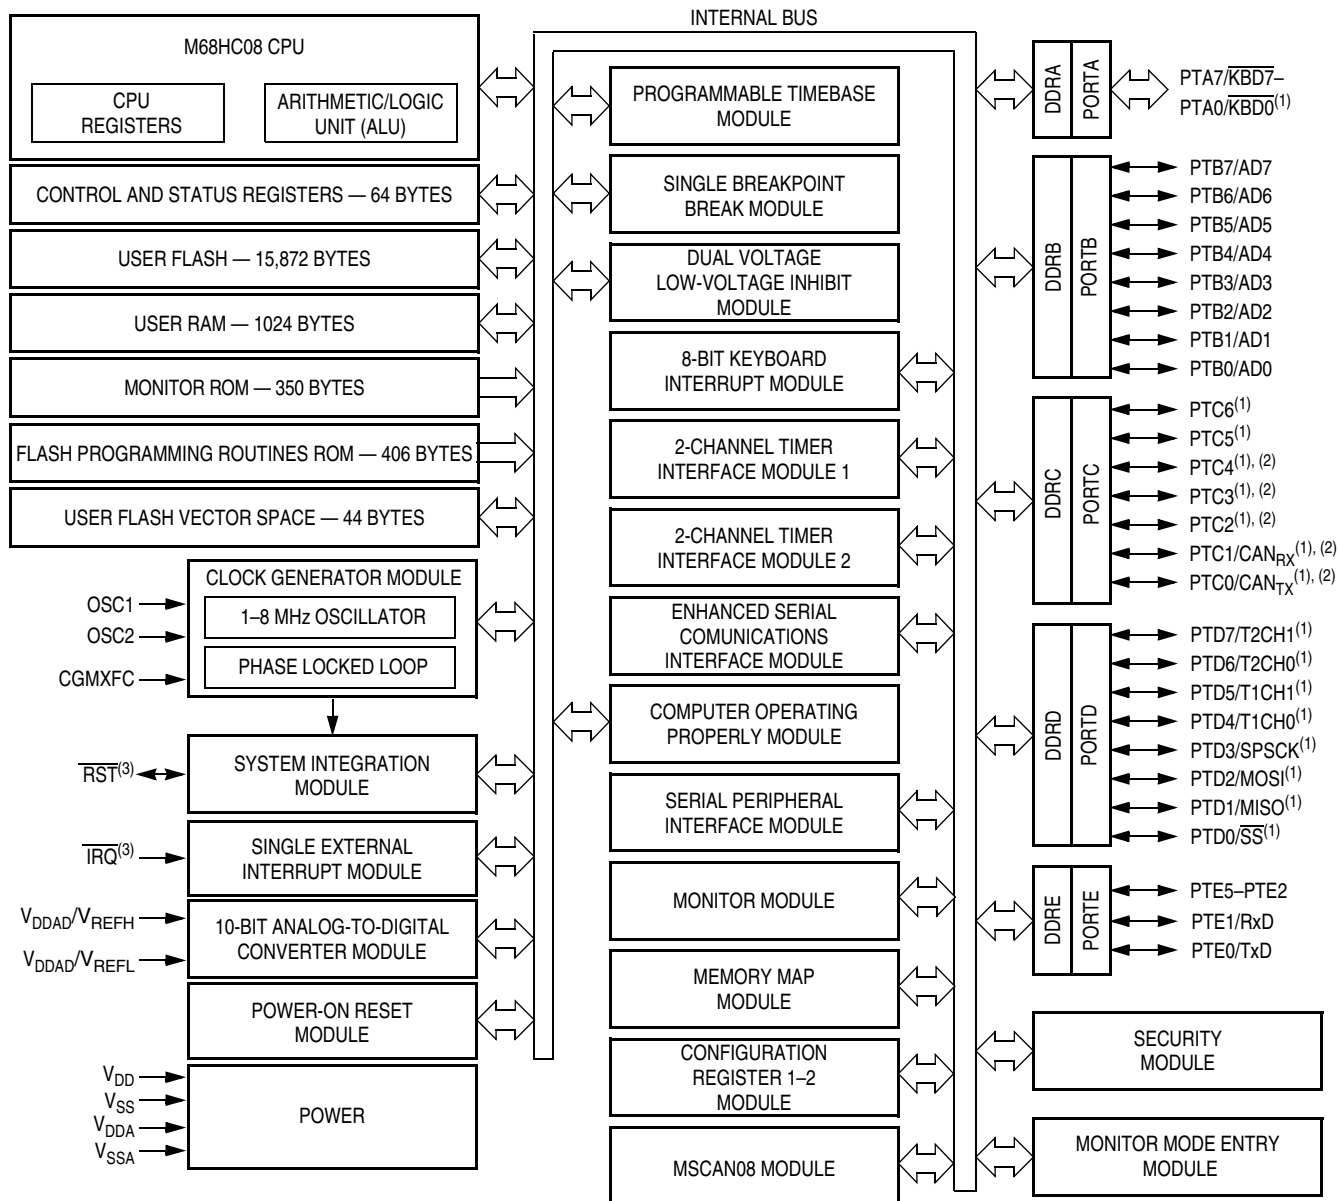 INTERNAL BUS
M68HC08 CPU
CPU
REGISTERS
ARITHMETIC/LOGIC
UNIT (ALU)
CONTROL AND STATUS REGISTERS — 64 BYTES
USER FLASH — 15,872 BYTES
USER RAM — 1024 BYTES
MONITOR ROM — 350 BYTES
FLASH PROGRAMMING ROUTINES ROM — 406 BYTES
USER FLASH VECTOR SPACE — 44 BYTES
CLOCK GENERATOR MODULE
1–8 MHz OSCILLATOR
PHASE LOCKED LOOP
OSC1
OSC2
CGMXFC
SYSTEM INTEGRATION
MODULE
RST(3)
SINGLE EXTERNAL
INTERRUPT MODULE
IRQ(3)
10-BIT ANALOG-TO-DIGITAL
CONVERTER MODULE
VDDAD/VREFH
VDDAD/VREFL
POWER-ON RESET
MODULE
POWER
VDD
VSS
VDDA
VSSA
PROGRAMMABLE TIMEBASE
MODULE
SINGLE BREAKPOINT
BREAK MODULE
DUAL VOLTAGE
LOW-VOLTAGE INHIBIT
MODULE
8-BIT KEYBOARD
INTERRUPT MODULE
2-CHANNEL TIMER
INTERFACE MODULE 1
2-CHANNEL TIMER
INTERFACE MODULE 2
ENHANCED SERIAL
COMUNICATIONS
INTERFACE MODULE
COMPUTER OPERATING
PROPERLY MODULE
SERIAL PERIPHERAL
INTERFACE MODULE
MONITOR MODULE
MEMORY MAP
MODULE
CONFIGURATION
REGISTER 1–2
MODULE
MSCAN08 MODULE
DDRA
PORTA
PTA7/KBD7–
PTA0/KBD0(1)
DDRB
PORTB
PTB7/AD7
PTB6/AD6
PTB5/AD5
PTB4/AD4
PTB3/AD3
PTB2/AD2
PTB1/AD1
PTB0/AD0
DDRC
PORTC
PTC6(1)
PTC5(1)
PTC4(1), (2)
PTC3(1), (2)
PTC2(1), (2)
PTC1/CANRX(1), (2)
PTC0/CANTX(1), (2)
DDRD
PORTD
PTD7/T2CH1(1)
PTD6/T2CH0(1)
PTD5/T1CH1(1)
PTD4/T1CH0(1)
PTD3/SPSCK(1)
PTD2/MOSI(1)
PTD1/MISO(1)
PTD0/SS(1)
DDRE
PORTE
PTE5–PTE2
PTE1/RxD
PTE0/TxD
SECURITY
MODULE
MONITOR MODE ENTRY
MODULE